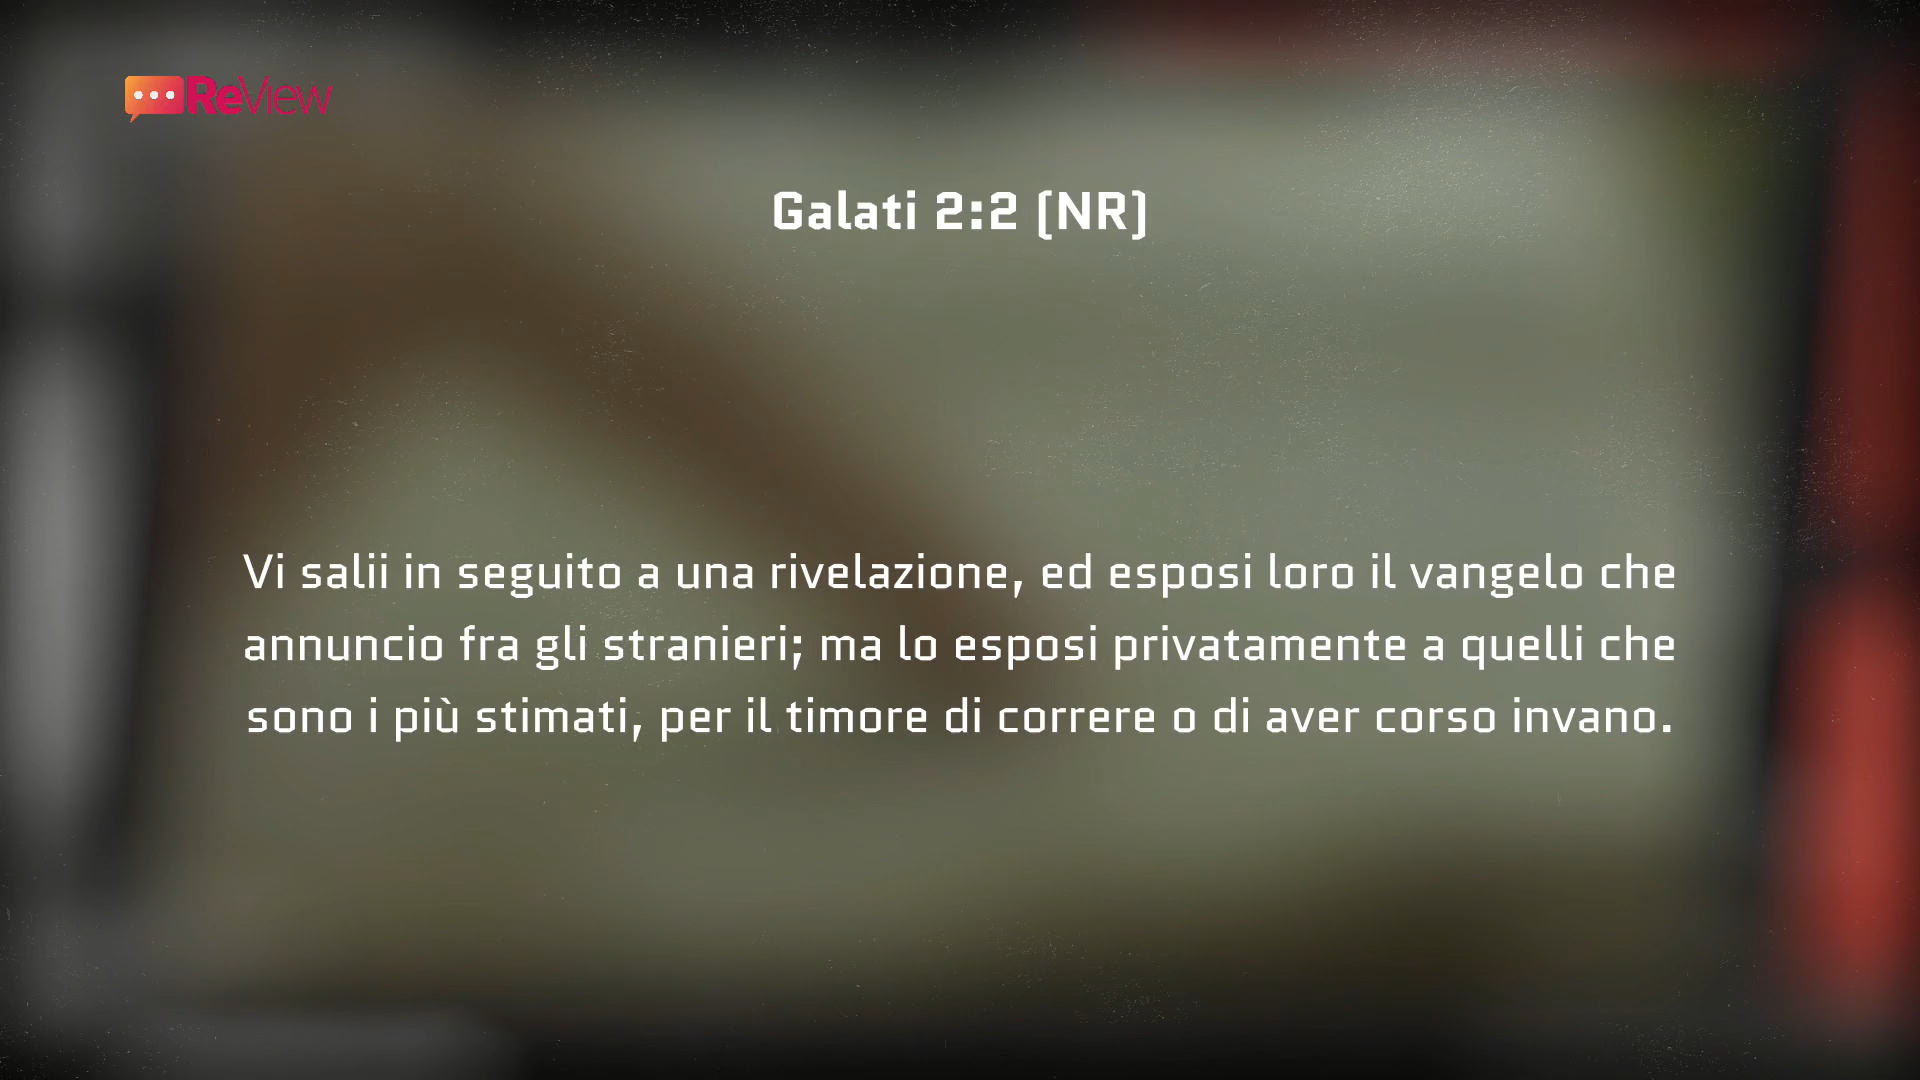 ReView
Galati 2:2 (NR)
Vi salii in seguito a una rivelazione, ed esposi loro il vangelo che
annuncio fra gli stranieri; ma lo esposi privatamente a quelli che
sono i più stimati, per il timore di correre o di aver corso invano.